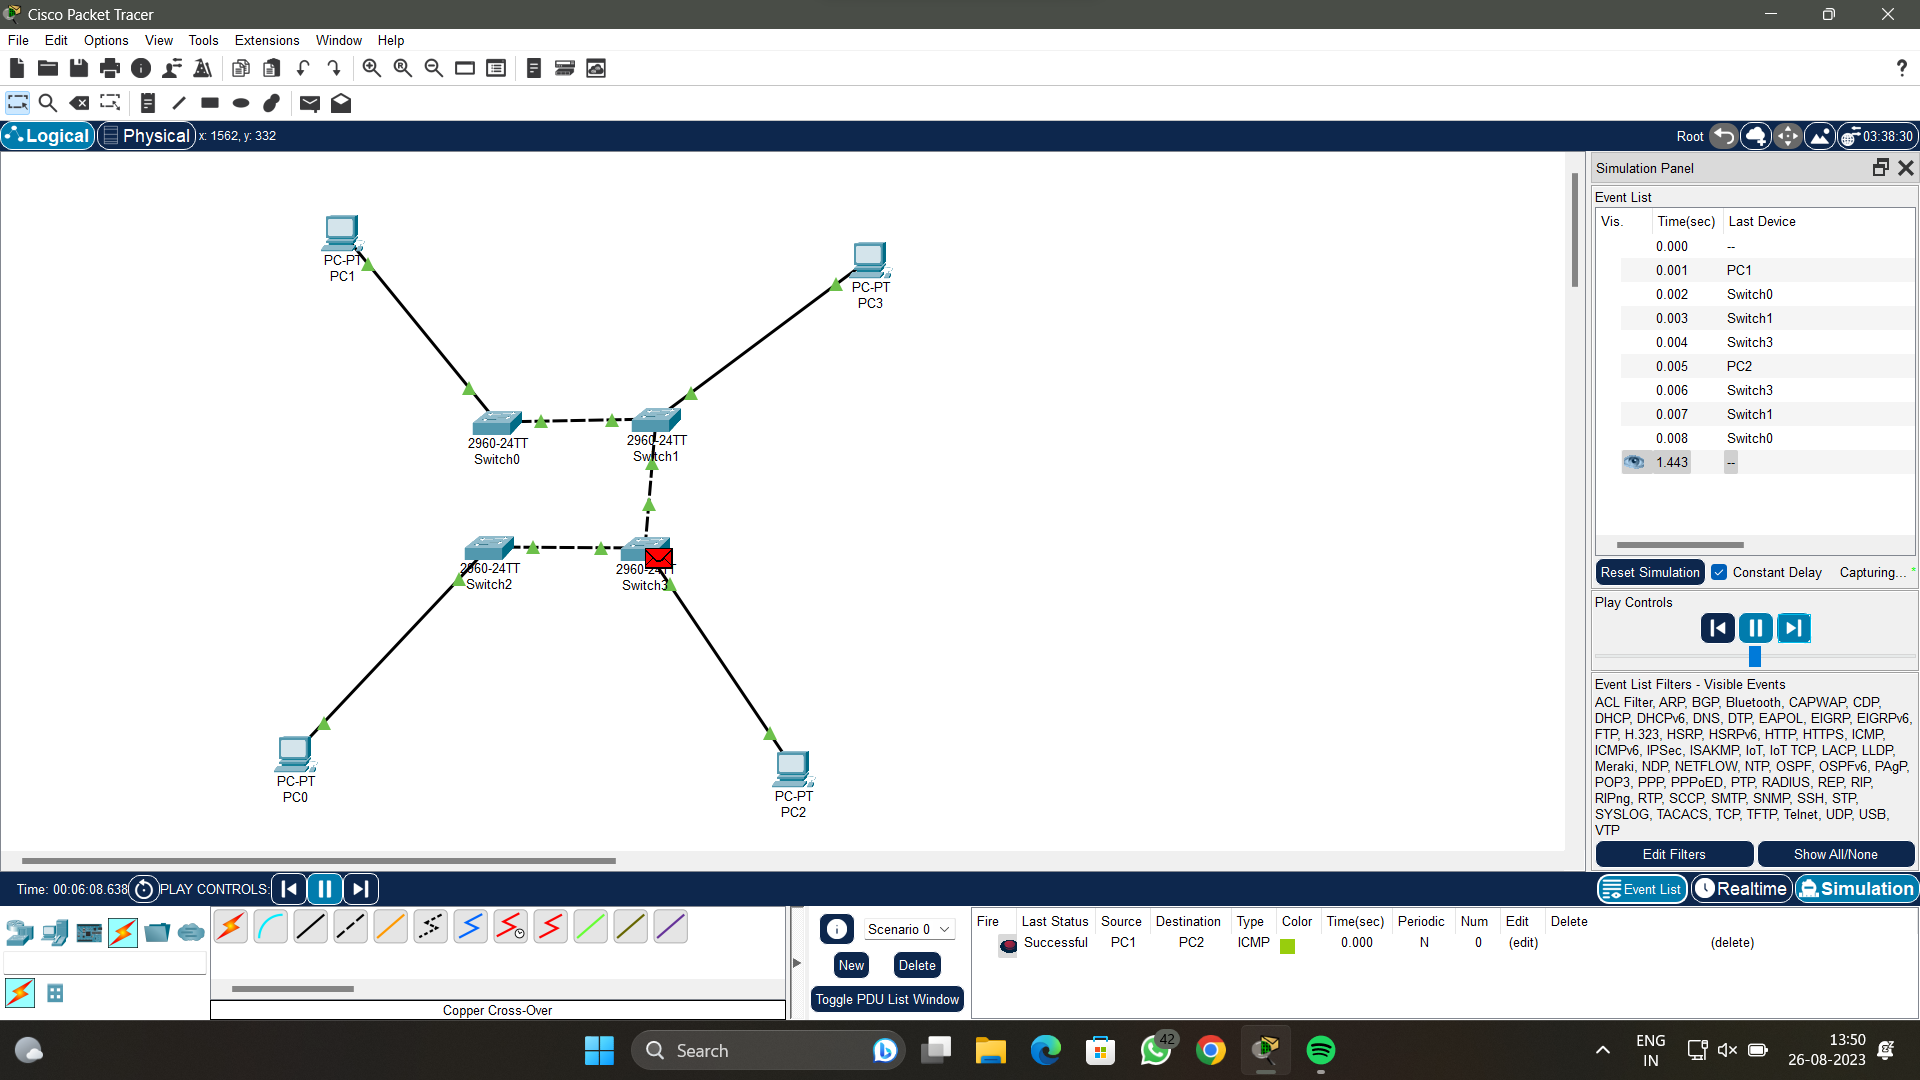 Cisco Packet Tracer
File Edit Options View Tools Extensions Window Help
?
Logical Physical x: 1562, y: 332 Root 03:38:30
Simulation Panel
Event List
Vis. Time(sec) Last Device
0.000 --
0.001 PC1
0.002 Switch0
0.003 Switch1
0.004 Switch3
0.005 PC2
0.006 Switch3
0.007 Switch1
0.008 Switch0
1.443 --
Reset Simulation Constant Delay Capturing...
Play Controls
Event List Filters - Visible Events
ACL Filter, ARP, BGP, Bluetooth, CAPWAP, CDP,
DHCP, DHCPv6, DNS, DTP, EAPOL, EIGRP, EIGRPv6,
FTP, H.323, HSRP, HSRPv6, HTTP, HTTPS, ICMP,
ICMPv6, IPSec, ISAKMP, IoT, IoT TCP, LACP, LLDP,
Meraki, NDP, NETFLOW, NTP, OSPF, OSPFv6, PAgP,
POP3, PPP, PPPoED, PTP, RADIUS, REP, RIP,
RIPng, RTP, SCCP, SMTP, SNMP, SSH, STP,
SYSLOG, TACACS, TCP, TFTP, Telnet, UDP, USB,
VTP
Edit Filters Show All/None
PC-PT
PC1
PC-PT
PC3
2960-24TT
Switch0
2960-24TT
Switch1
2960-24TT
Switch2
2960-24TT
Switch3
PC-PT
PC0
PC-PT
PC2
Time: 00:06:08.638 PLAY CONTROLS:
Event List Realtime Simulation
Copper Cross-Over
Scenario 0
New Delete
Toggle PDU List Window
Fire Last Status Source Destination Type Color Time(sec) Periodic Num Edit Delete
Successful PC1 PC2 ICMP 0.000 N 0 (edit) (delete)
Search
42
ENG
IN
13:50
26-08-2023